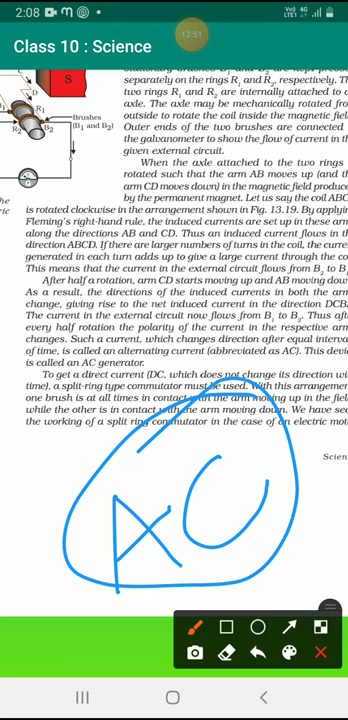 2:08
Vo)) 4G
LTE1
12:51
Class 10 : Science
separately on the rings R1 and R2, respectively. Th
two rings R1 and R2 are internally attached to a
axle. The axle may be mechanically rotated fro
outside to rotate the coil inside the magnetic field
Outer ends of the two brushes are connected
the galvanometer to show the flow of current in th
given external circuit.
When the axle attached to the two rings
rotated such that the arm AB moves up (and th
arm CD moves down) in the magnetic field produce
by the permanent magnet. Let us say the coil ABC
is rotated clockwise in the arrangement shown in Fig. 13.19. By applyin
Fleming's right-hand rule, the induced currents are set up in these arm
along the directions AB and CD. Thus an induced current flows in th
direction ABCD. If there are larger numbers of turns in the coil, the curre
generated in each turn adds up to give a large current through the co
This means that the current in the external circuit flows from B2 to B1
After half a rotation, arm CD starts moving up and AB moving dow
As a result, the directions of the induced currents in both the arm
change, giving rise to the net induced current in the direction DCB
The current in the external circuit now flows from B1 to B2. Thus aft
every half rotation the polarity of the current in the respective arm
changes. Such a current, which changes direction after equal interva
of time, is called an alternating current (abbreviated as AC). This devi
is called an AC generator.
To get a direct current (DC, which does not change its direction wi
time), a split-ring type commutator must be used. With this arrangemen
one brush is at all times in contact with the arm moving up in the fiel
while the other is in contact with the arm moving down. We have see
the working of a split ring commutator in the case of an electric mot
S
C
D
R1
R2
B2
Brushes
(B1 and B2)
he
ric
Scien
AC